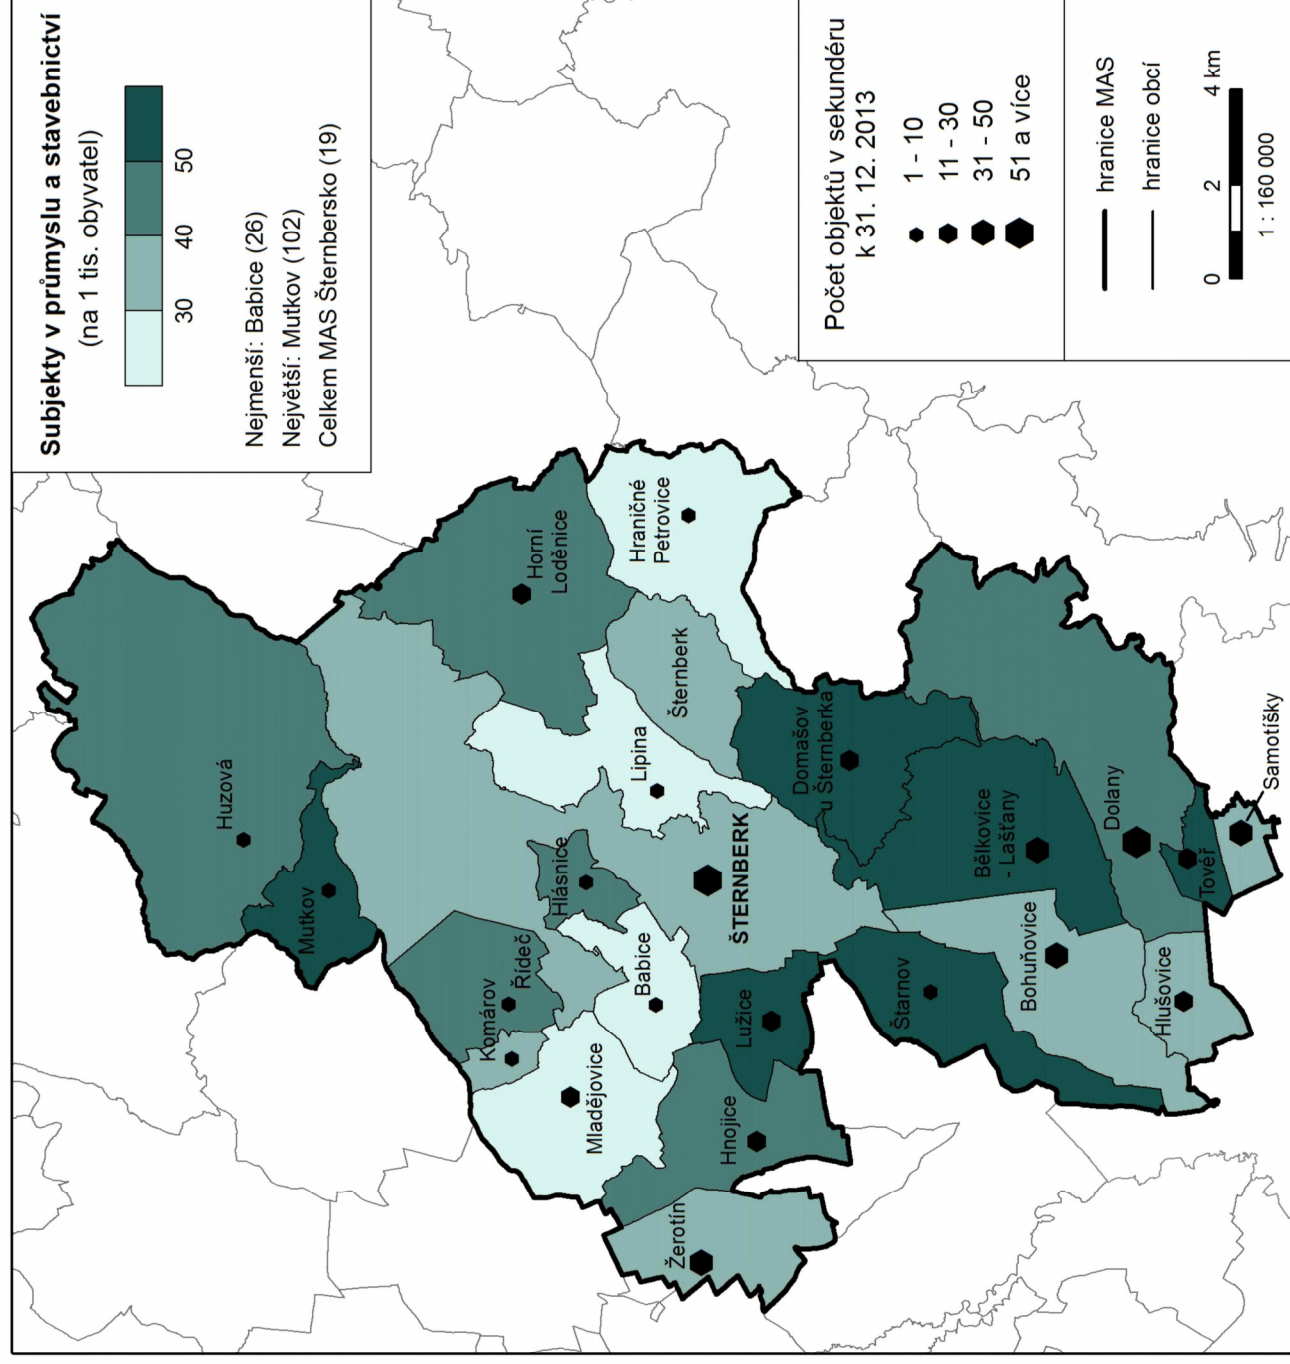 Subjekty v průmyslu a stavebnictví
(na 1 tis. obyvatel)
30 40 50
Nejmenší: Babice (26)
Největší: Mutkov (102)
Celkem MAS Šternbersko (19)
Huzová
Mutkov
Horní
Loděnice
Hraničné
Petrovice
Šternberk
Lipina
Hlásnice
Řídeč
Komárov
Babice
Mladějovice
ŠTERNBERK
Lužice
Hnojice
Žerotín
Domašov
u Šternberka
Štarnov
Bělkovice
- Lašťany
Bohuňovice
Dolany
Hlušovice
Tovéř
Samotíšky
Počet objektů v sekundéru
k 31. 12. 2013
1 - 10
11 - 30
31 - 50
51 a více
hranice MAS
hranice obcí
0 2 4 km
1 : 160 000